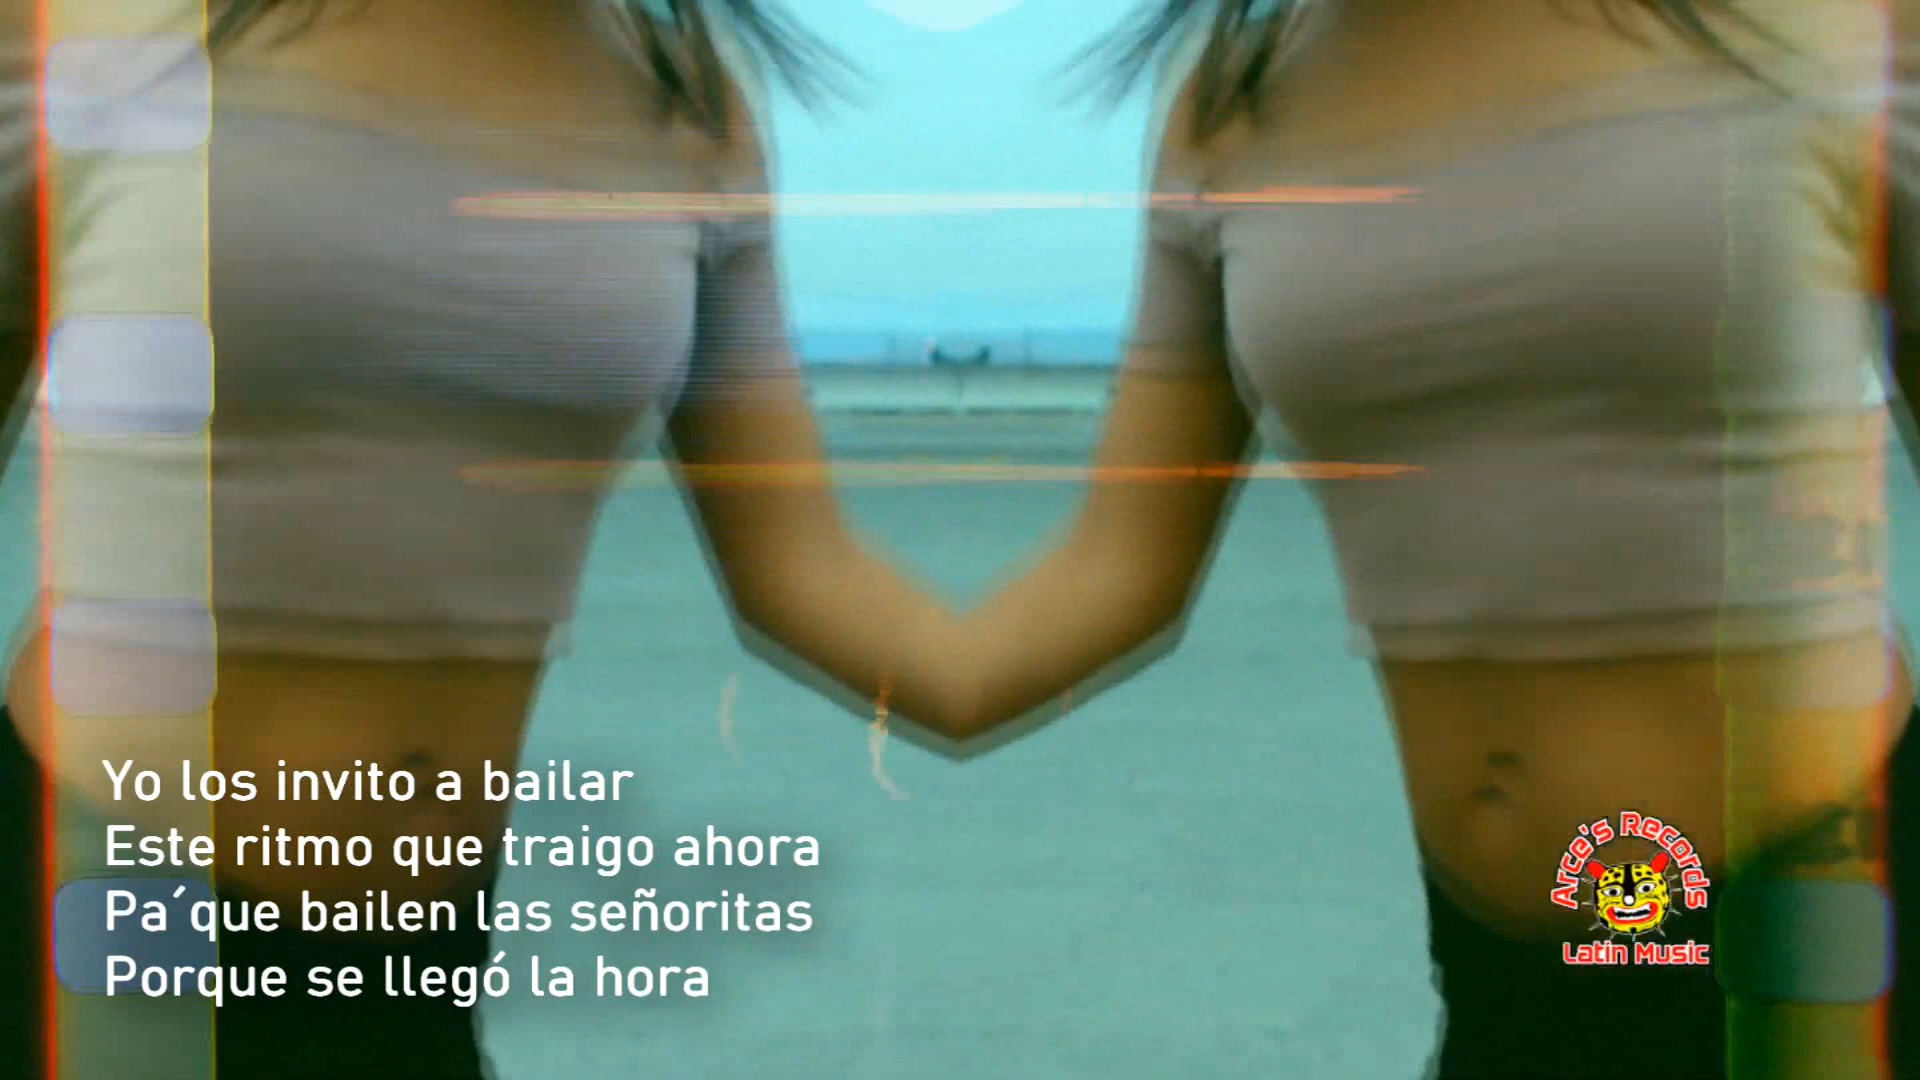 Yo los invito a bailar
Este ritmo que traigo ahora
Pa´que bailen las señoritas
Porque se llegó la hora
Arce's Records
Latin Music